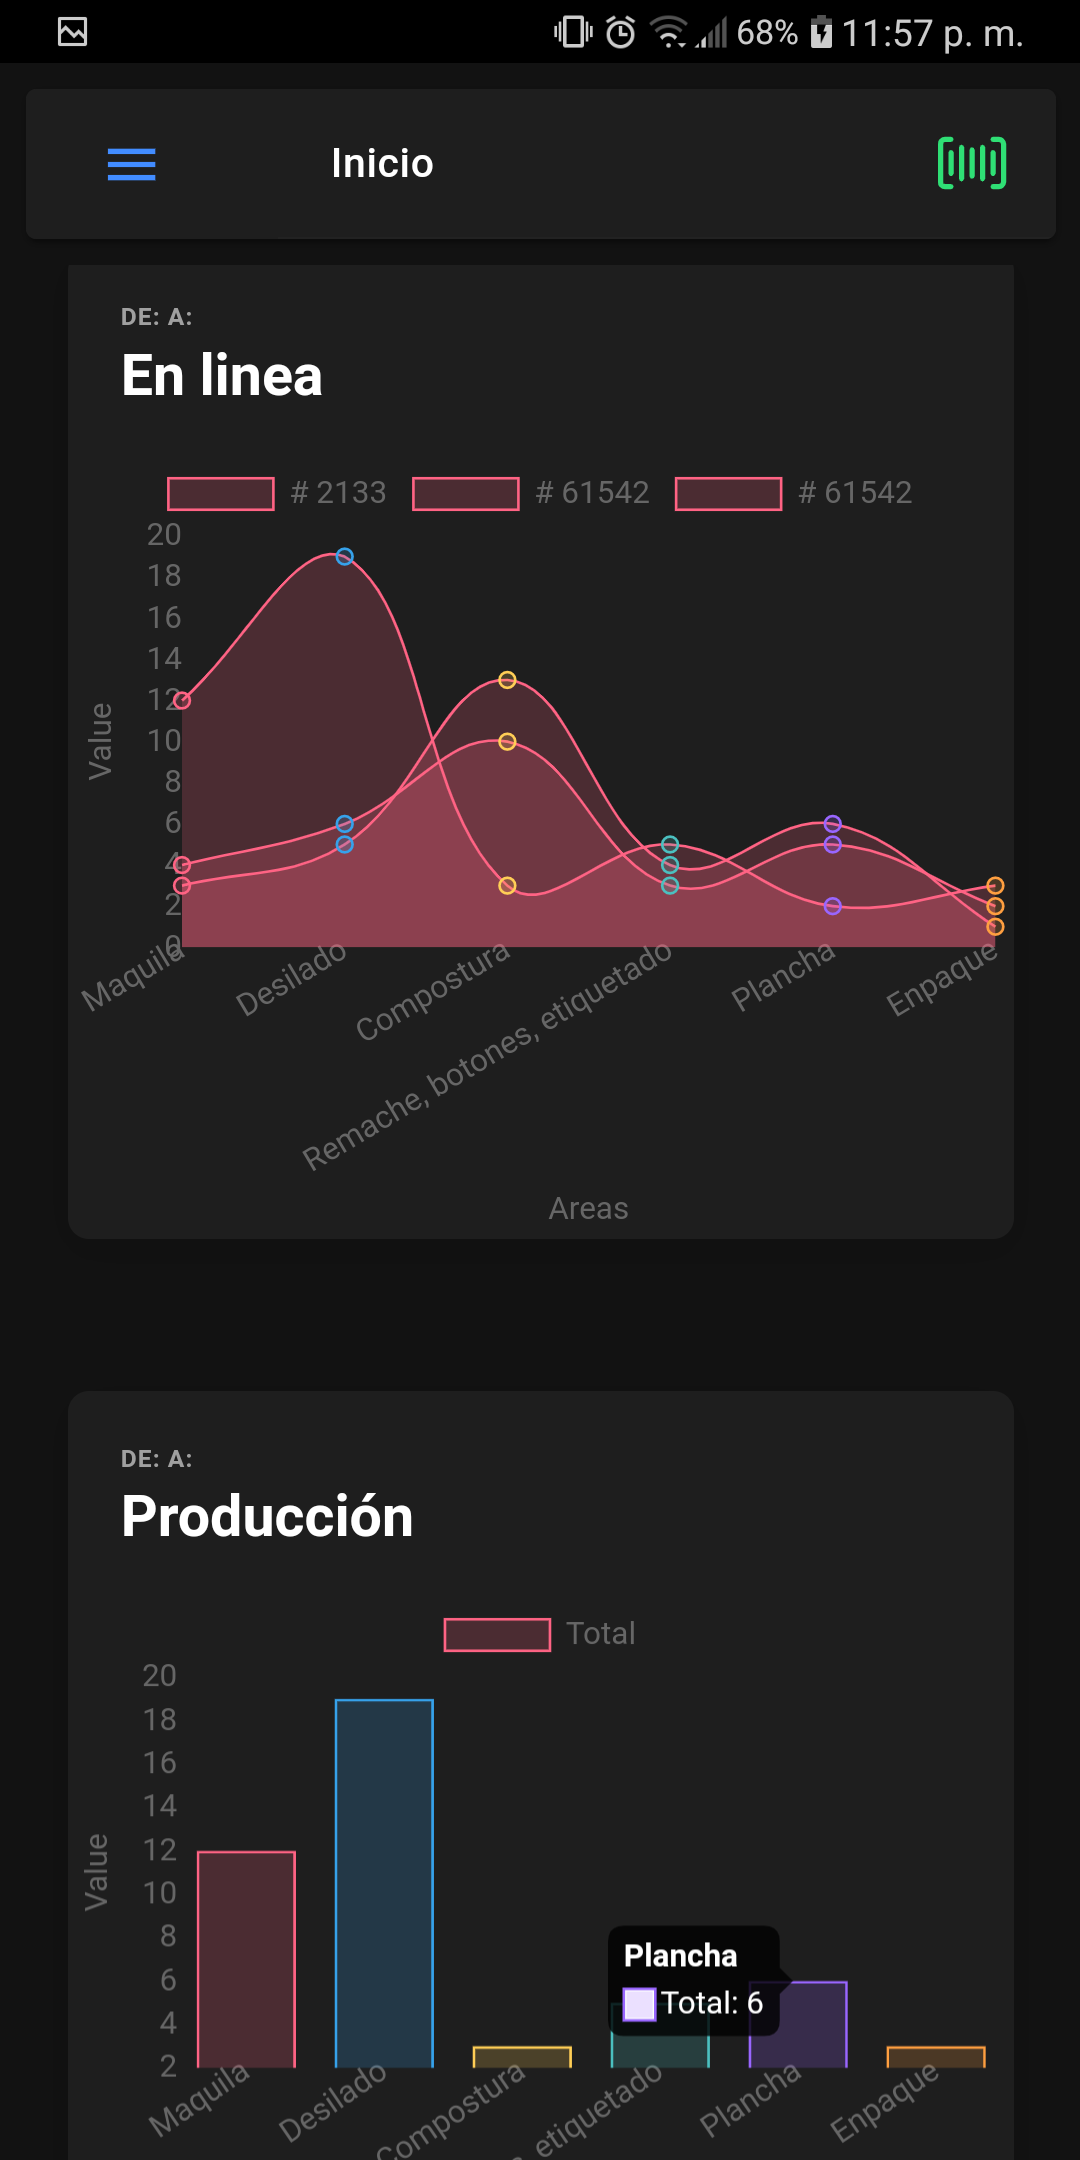 68% 11:57 p. m.
Inicio
DE: A:
En linea
# 2133 # 61542 # 61542
20
18
16
14
12
10
8
6
4
2
0
Value
Maquila Desilado Compostura Remache, botones, etiquetado Plancha Enpaque
Areas
DE: A:
Producción
Total
20
18
16
14
12
10
8
6
4
2
Value
Plancha
Total: 6
Maquila Desilado Compostura s, etiquetado Plancha Enpaque